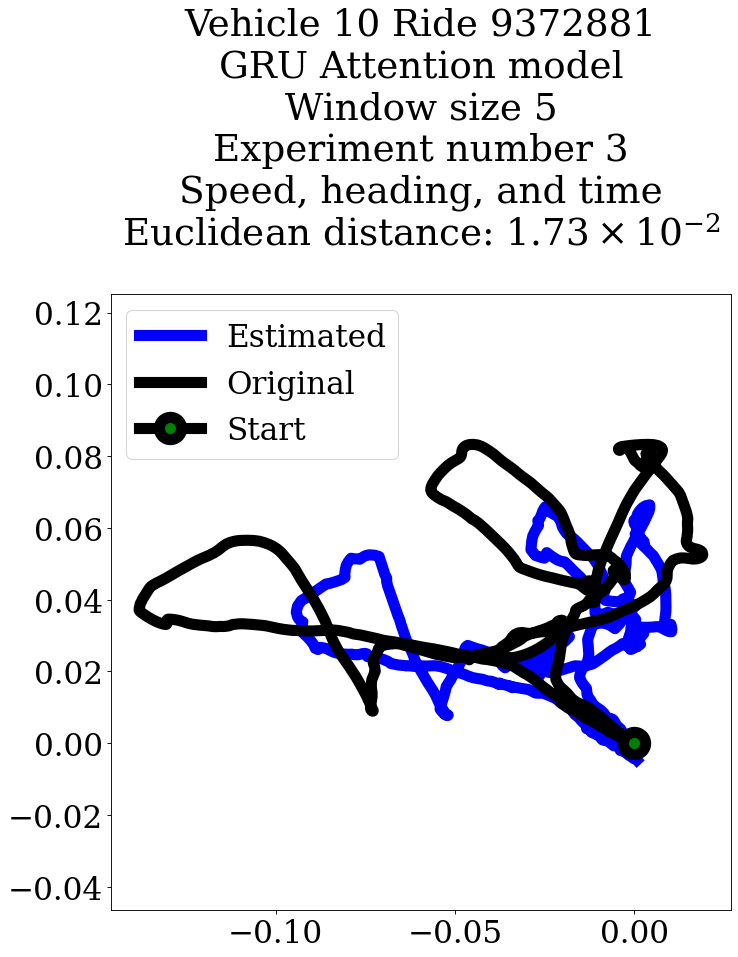 Vehicle 10 Ride 9372881
GRU Attention model
Window size 5
Experiment number 3
Speed, heading, and time
Euclidean distance: 1.73 × 10⁻²
Estimated
Original
Start
0.12
0.10
0.08
0.06
0.04
0.02
0.00
−0.02
−0.04
−0.10
−0.05
0.00